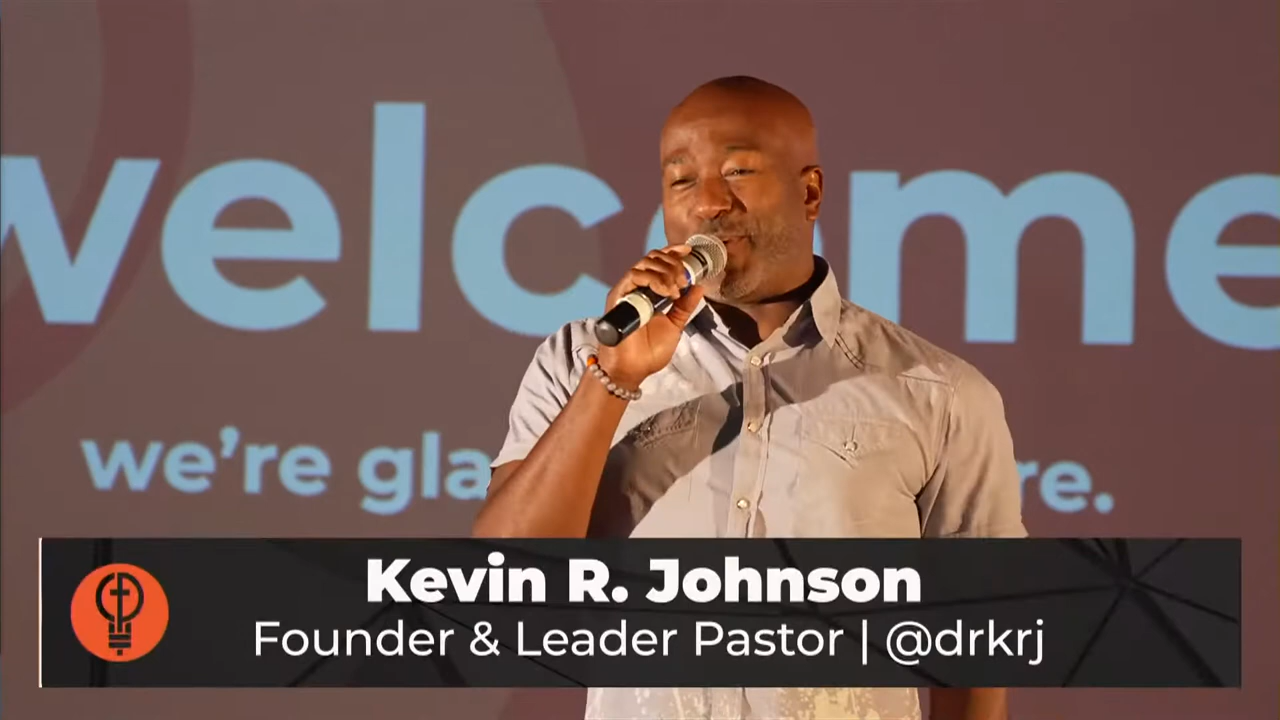 welcome
we're gla re.
Kevin R. Johnson
Founder & Leader Pastor | @drkrj